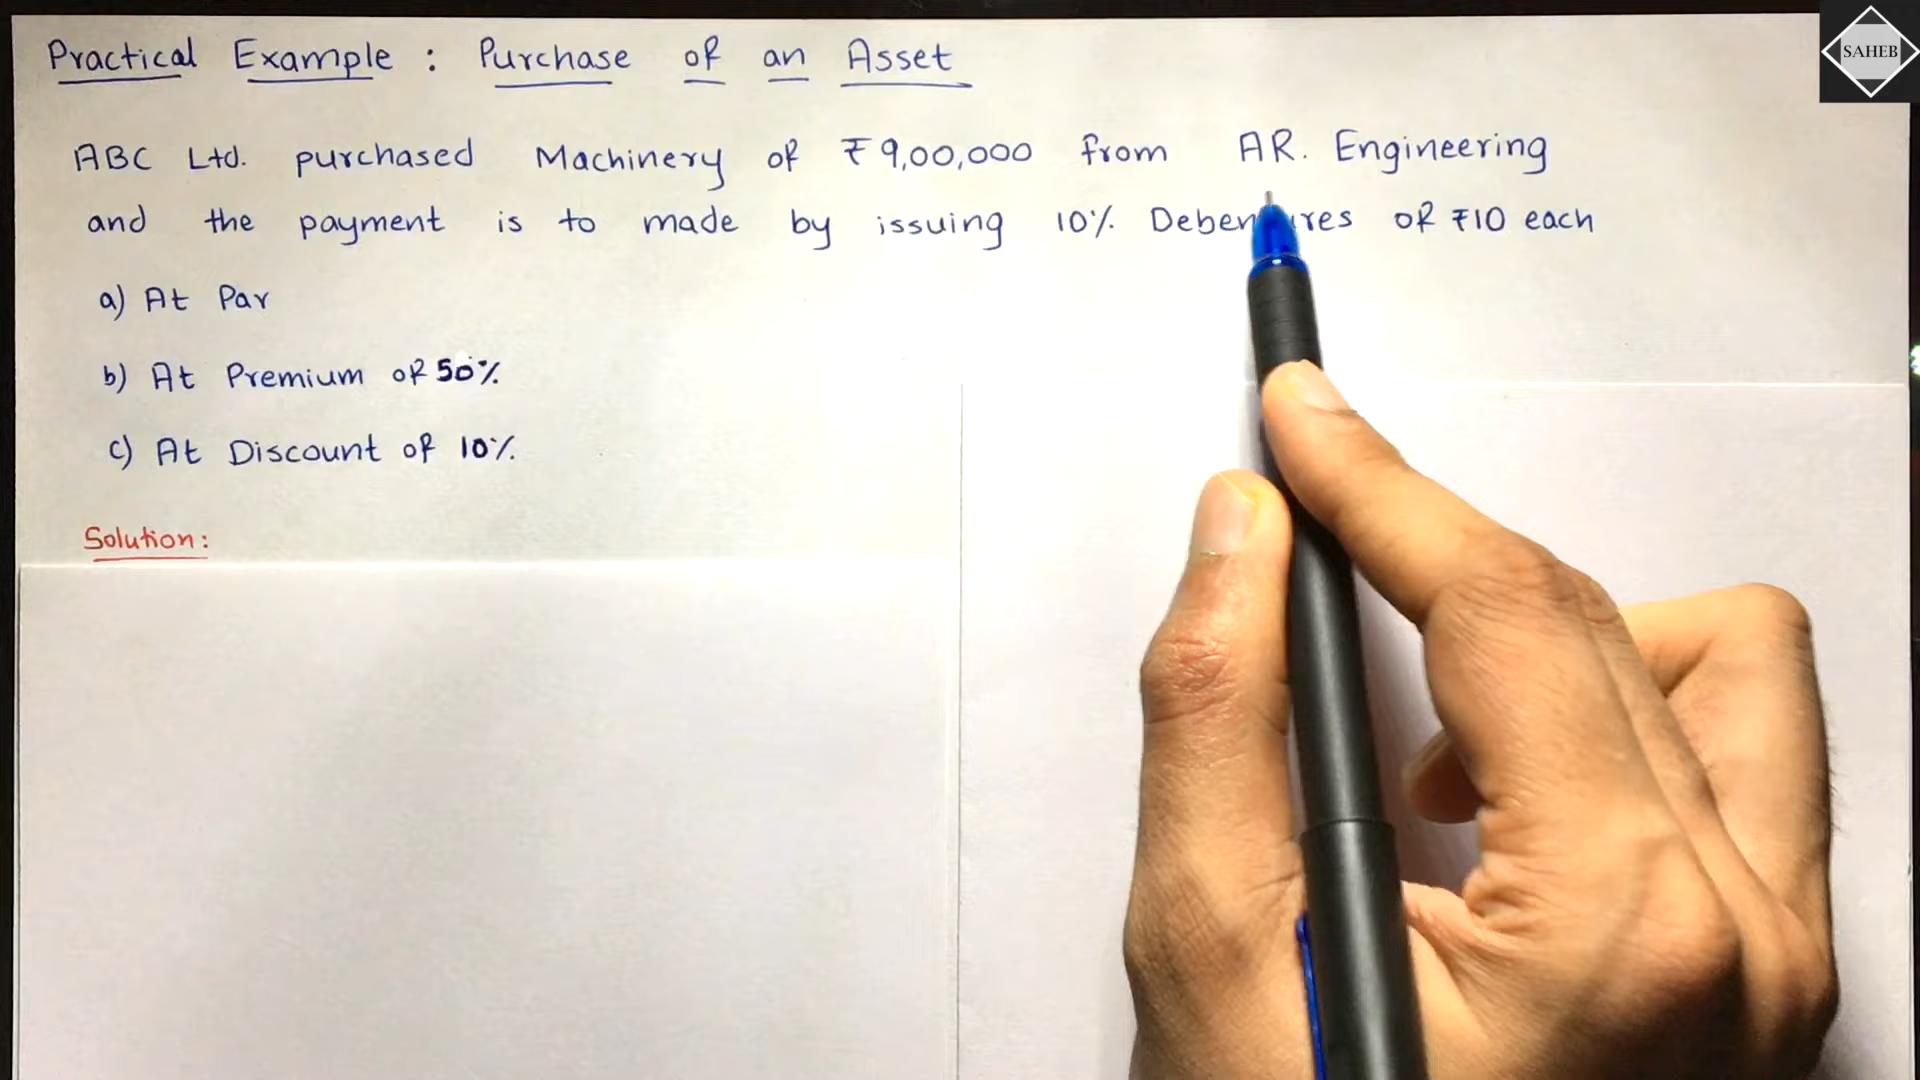 Practical Example : Purchase of an Asset
SAHEB
ABC Ltd. purchased Machinery of ₹9,00,000 from AR. Engineering
and the payment is to made by issuing 10% Debentures of ₹10 each
a) At Par
b) At Premium of 50%
c) At Discount of 10%
Solution: